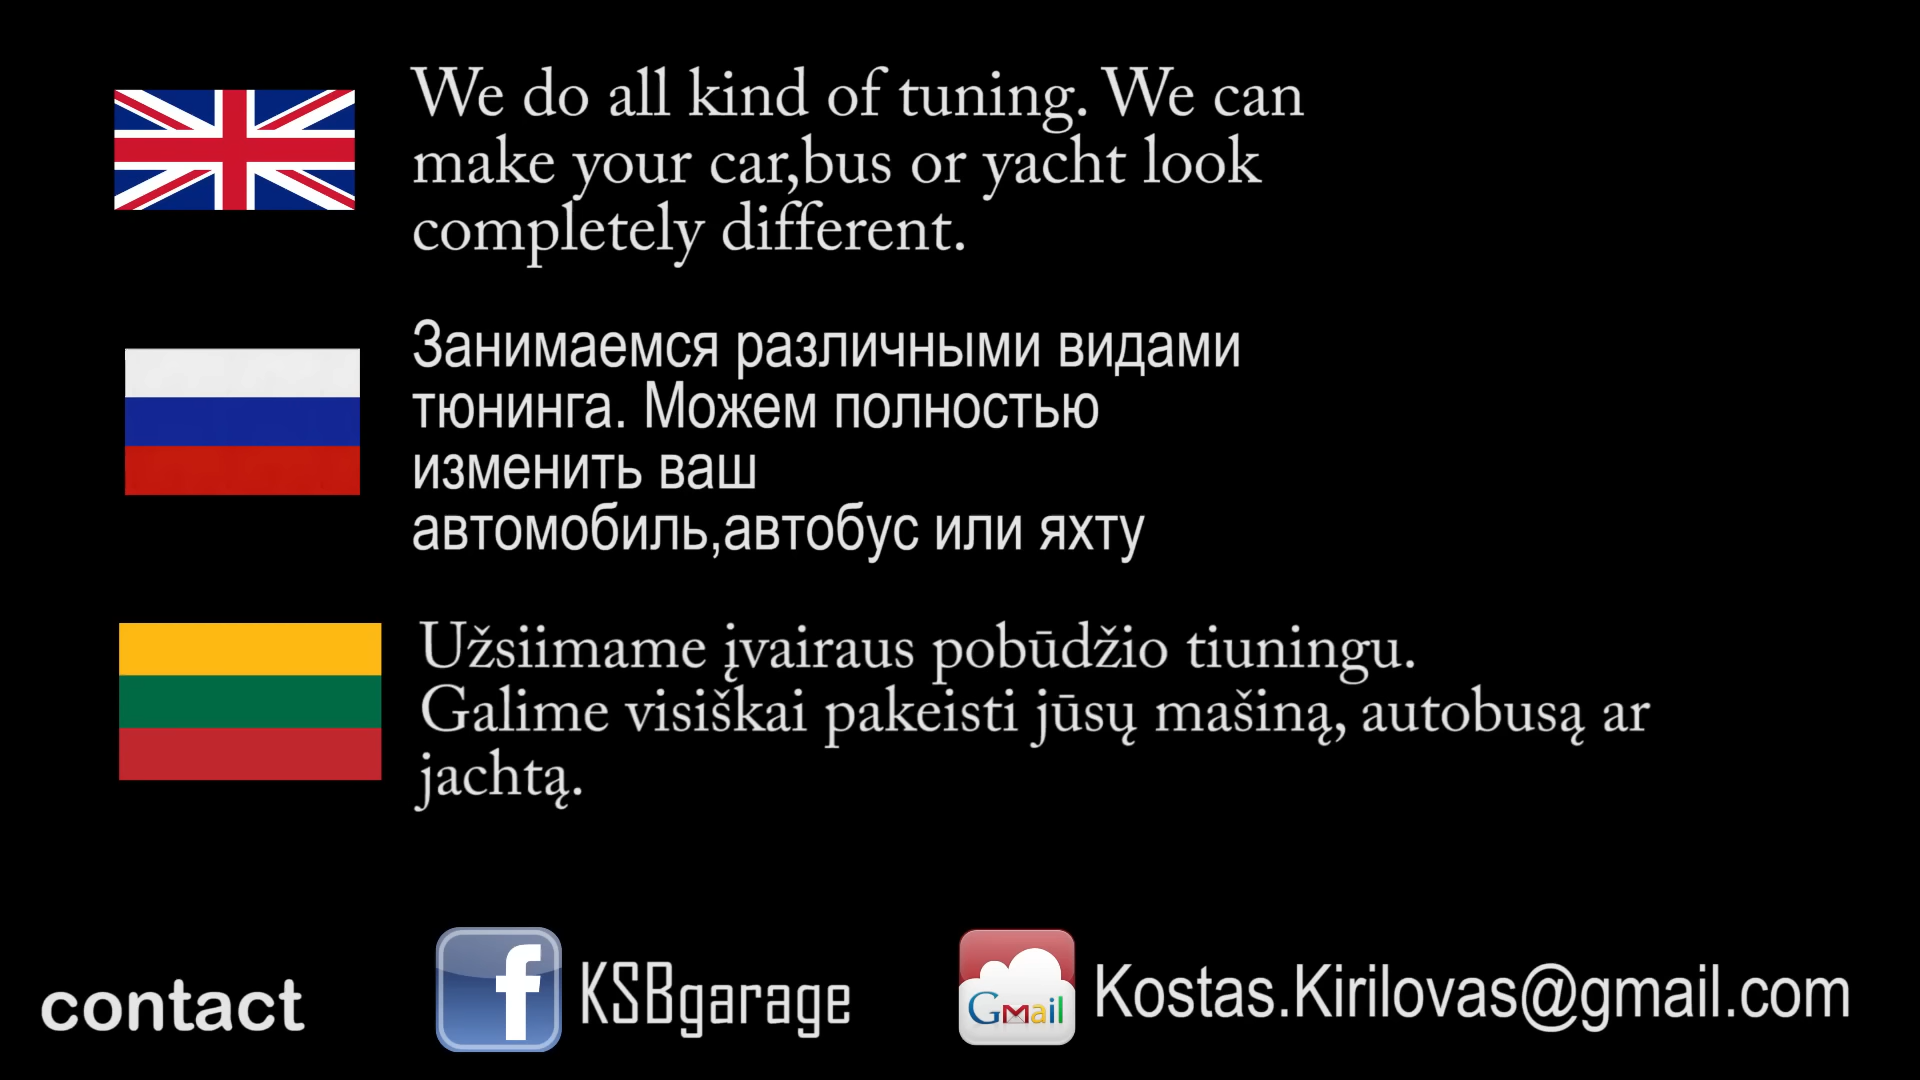 We do all kind of tuning. We can
make your car,bus or yacht look
completely different.
Занимаемся различными видами
тюнинга. Можем полностью
изменить ваш
автомобиль,автобус или яхту
Užsiimame įvairaus pobūdžio tiuningu.
Galime visiškai pakeisti jūsų mašiną, autobusą ar
jachtą.
contact
f KSBgarage
Gmail Kostas.Kirilovas@gmail.com